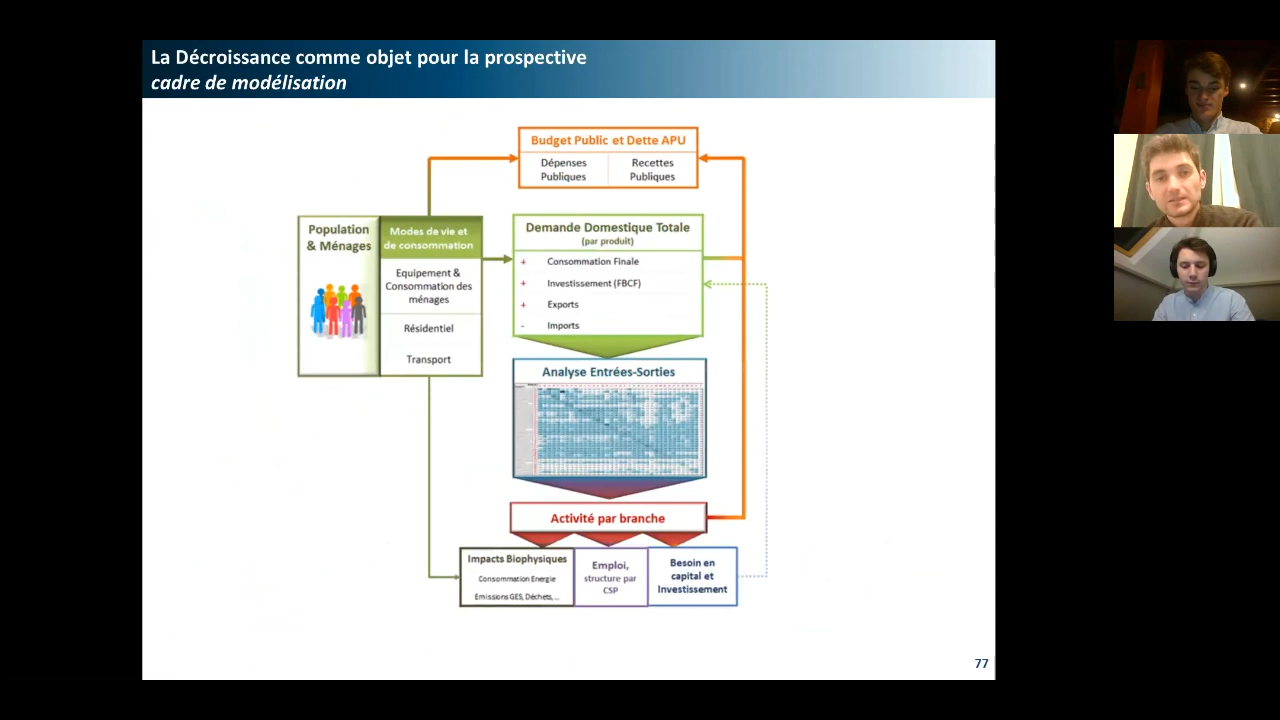 La Décroissance comme objet pour la prospective
cadre de modélisation
Budget Public et Dette APU
Dépenses
Publiques
Recettes
Publiques
Population
& Ménages
Modes de vie et
de consommation
Equipement &
Consommation des
ménages
Résidentiel
Transport
Demande Domestique Totale
(par produit)
+ Consommation Finale
+ Investissement (FBCF)
+ Exports
- Imports
Analyse Entrées-Sorties
Activité par branche
Impacts Biophysiques
Consommation Energie
Emissions GES, Déchets, ...
Emploi,
structure par
CSP
Besoin en
capital et
Investissement
77